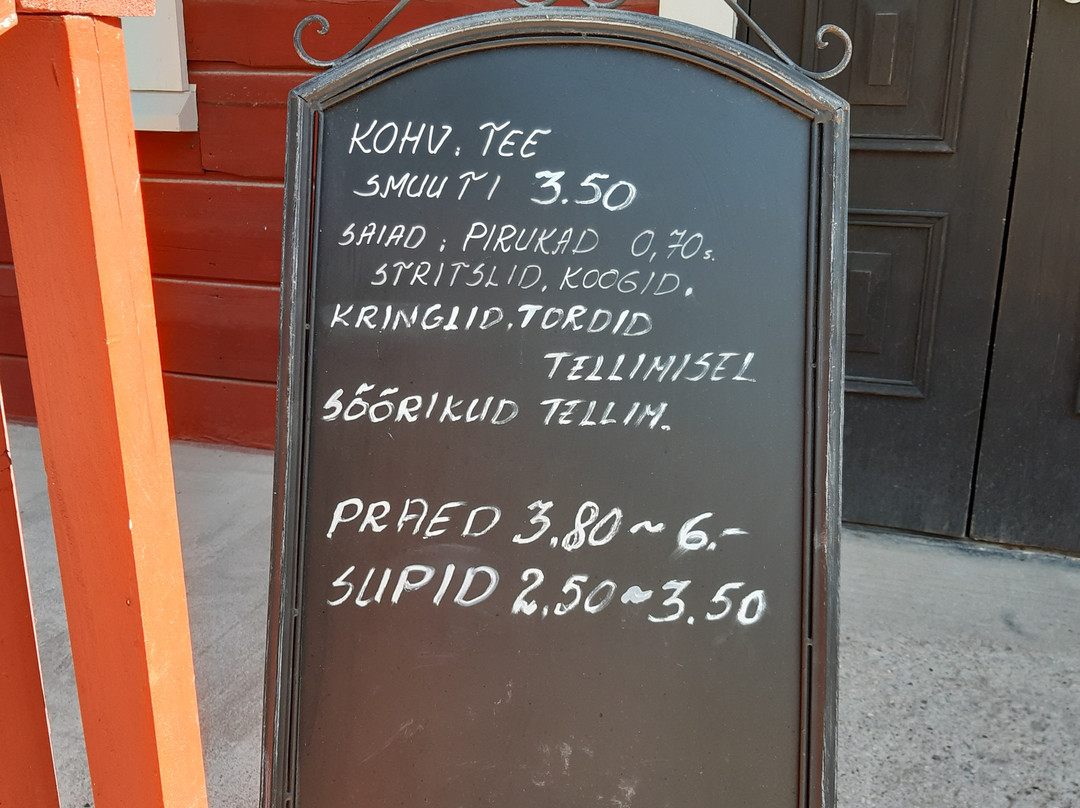 KOHV. TEE
SMUUTI 3.50
SAIAD; PIRUKAD 0,70s.
STRITSLID, KOOGID.
KRINGLID. TORDID
TELLIMISEL
SÕÕRIKUD TELLIM.
PRAED 3.80 ~ 6.-
SUPID 2.50 ~ 3.50